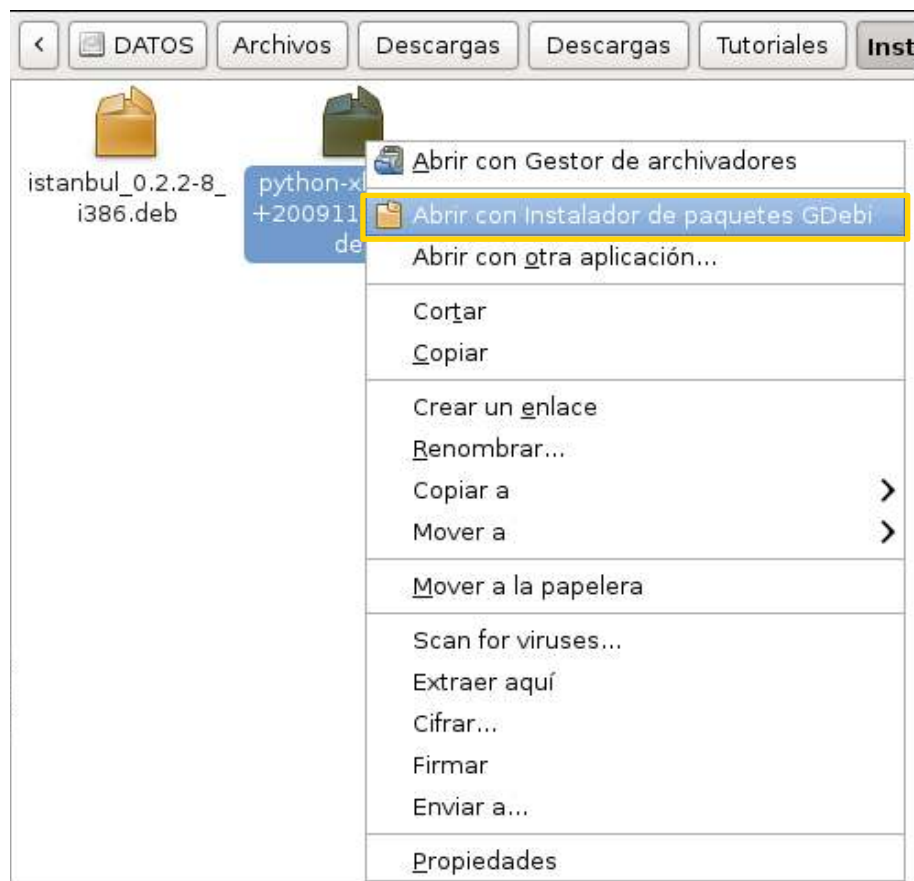 DATOS Archivos Descargas Descargas Tutoriales
istanbul_0.2.2-8_
i386.deb
Abrir con Gestor de archivadores
Abrir con Instalador de paquetes GDebi
Abrir con otra aplicación...
Cortar
Copiar
Crear un enlace
Renombrar...
Copiar a
Mover a
Mover a la papelera
Scan for viruses...
Extraer aquí
Cifrar...
Firmar
Enviar a...
Propiedades